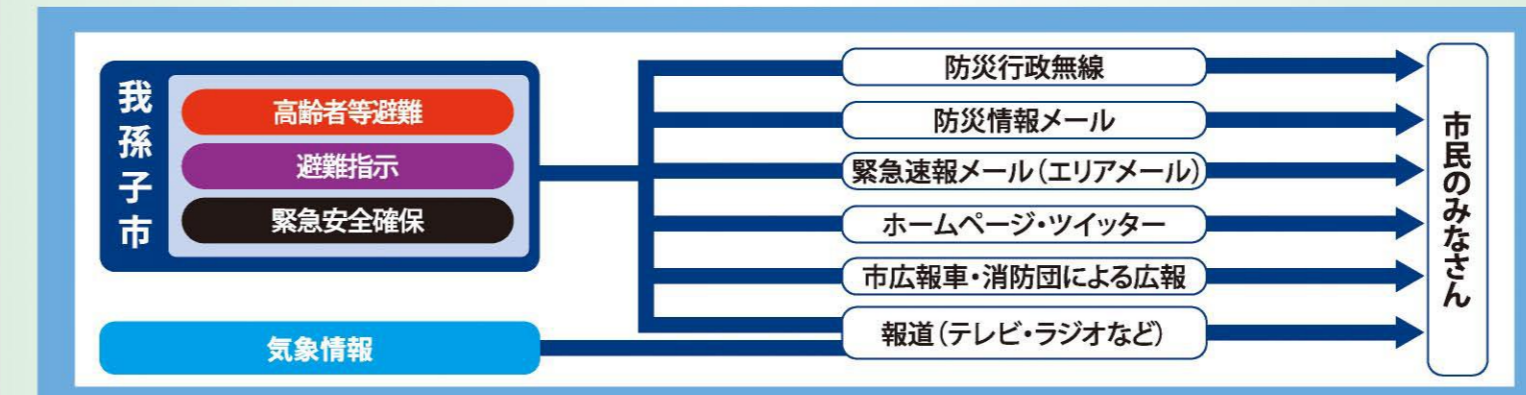 我孫子市
高齢者等避難
避難指示
緊急安全確保
気象情報
防災行政無線
防災情報メール
緊急速報メール(エリアメール)
ホームページ・ツイッター
市広報車・消防団による広報
報道(テレビ・ラジオなど)
市民のみなさん